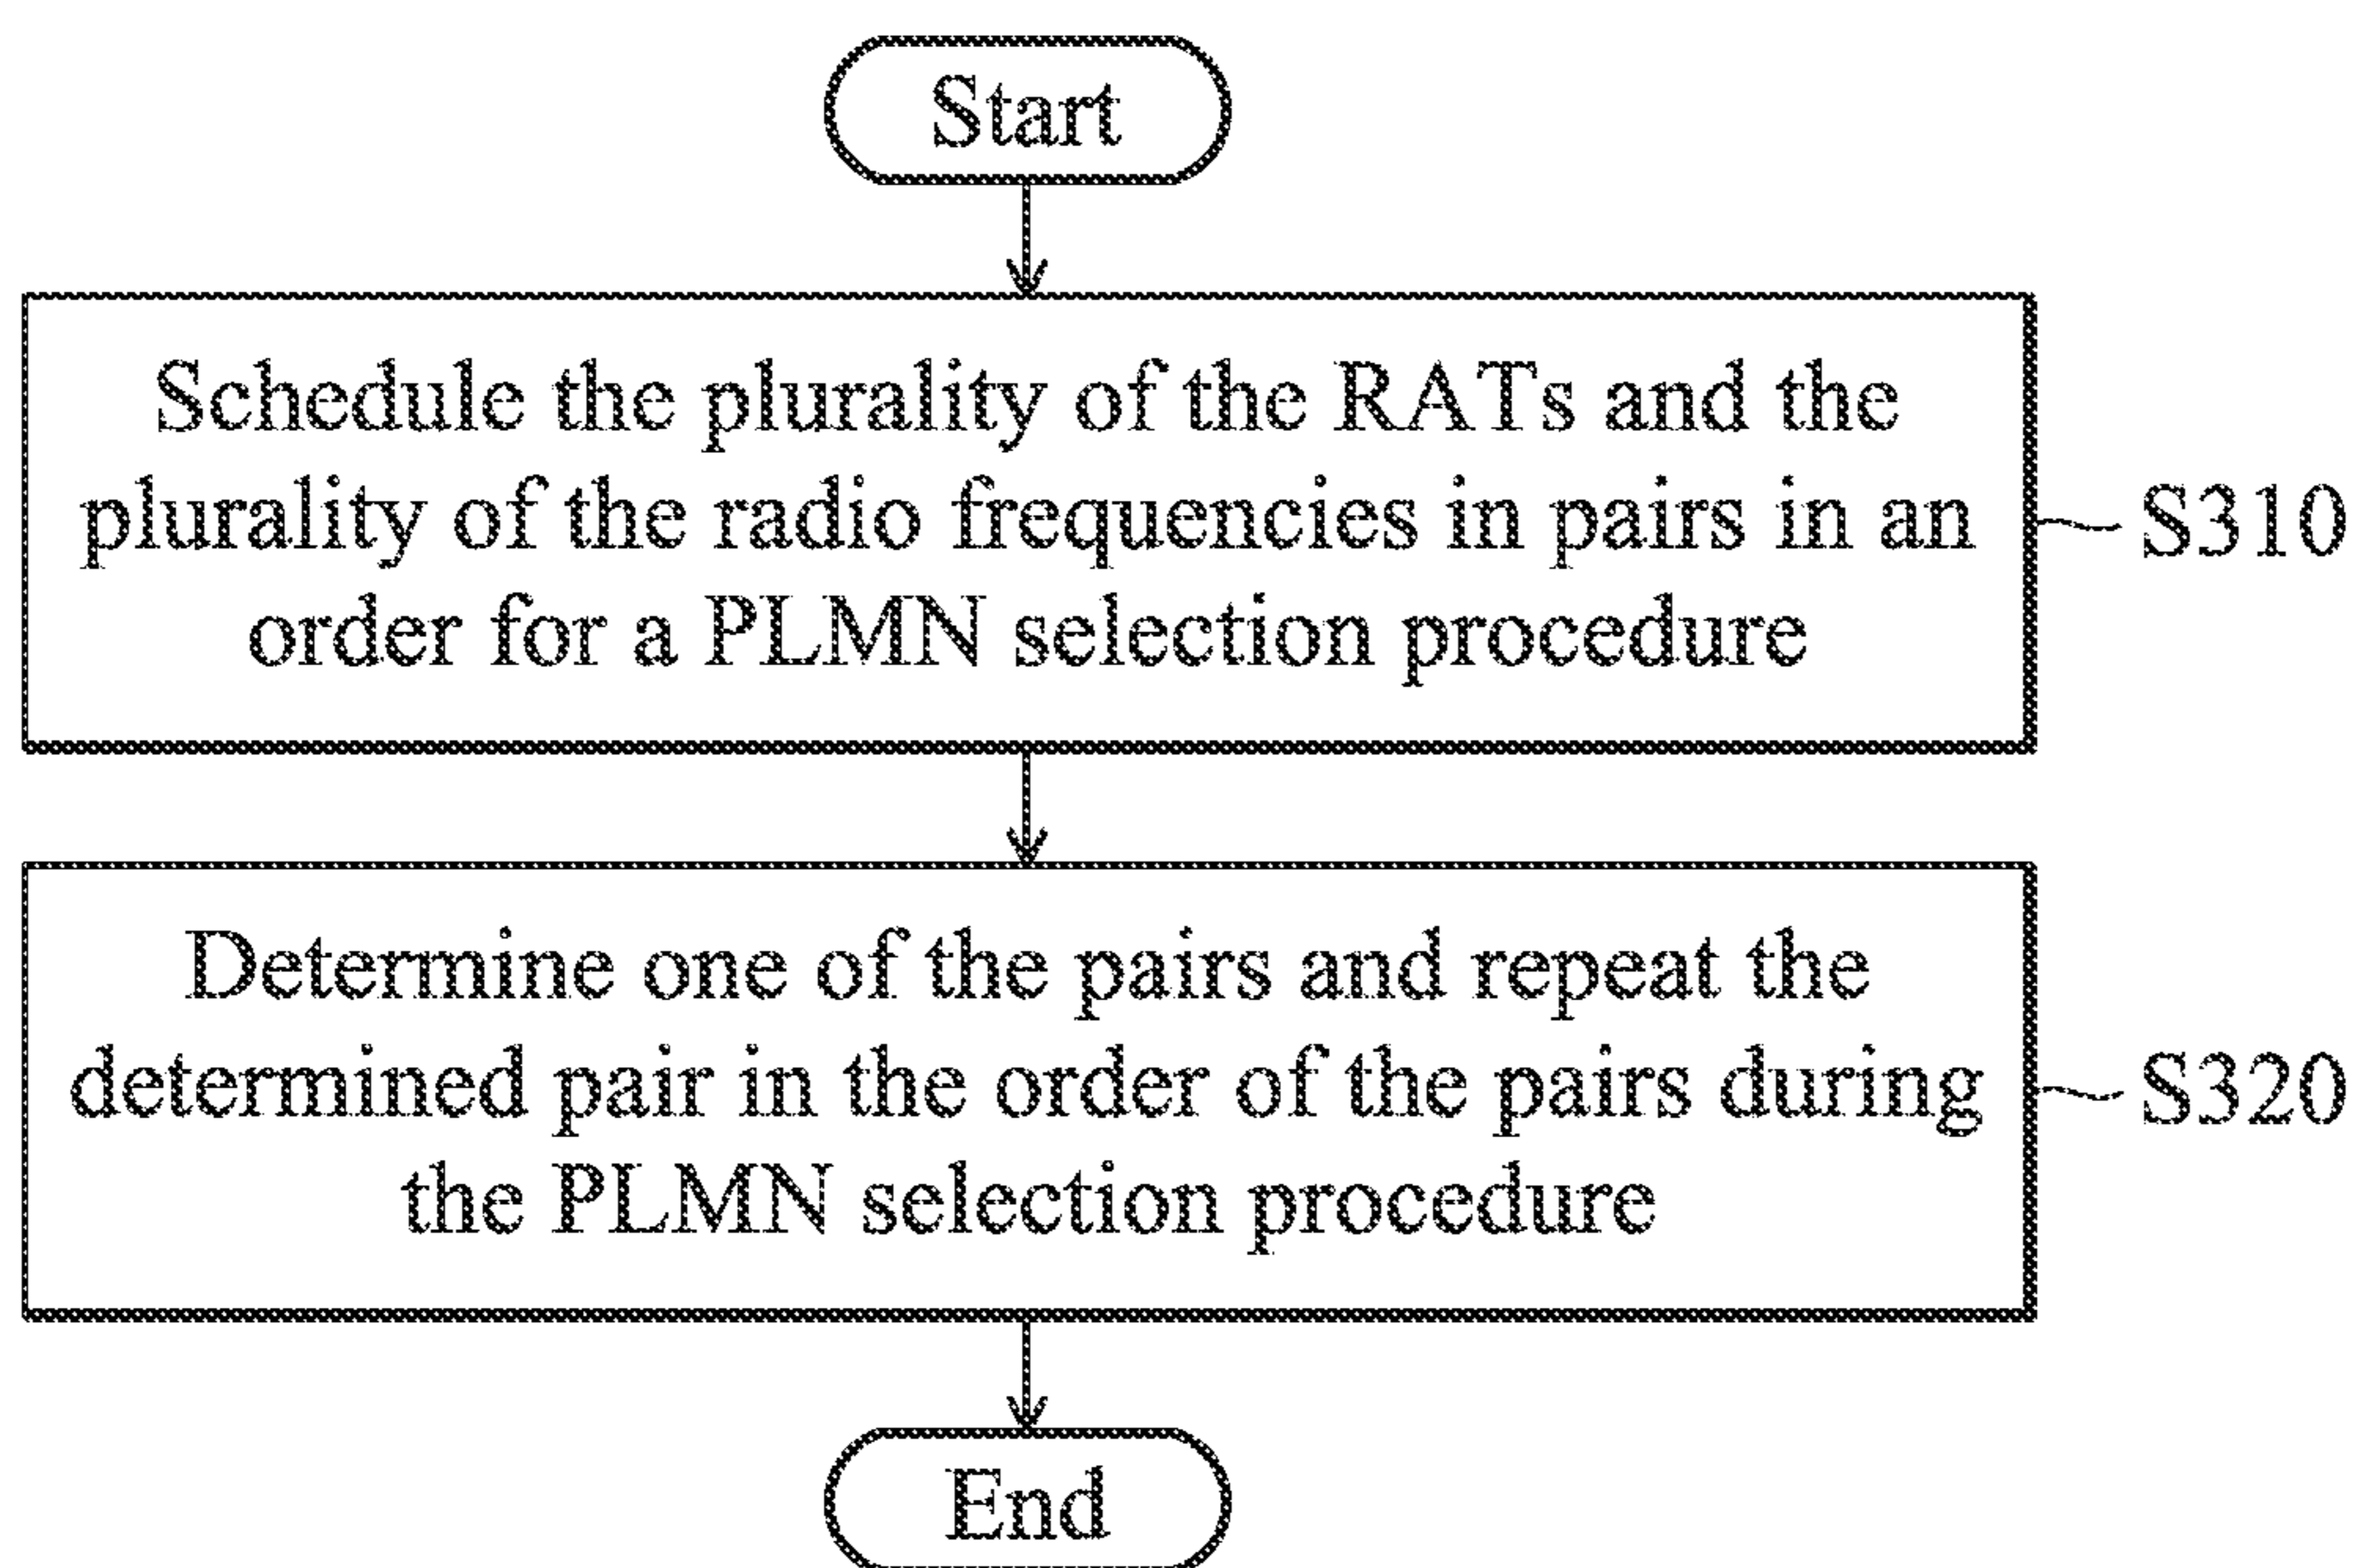 Start
Schedule the plurality of the RATs and the
plurality of the radio frequencies in pairs in an
order for a PLMN selection procedure
S310
Determine one of the pairs and repeat the
determined pair in the order of the pairs during
the PLMN selection procedure
S320
End